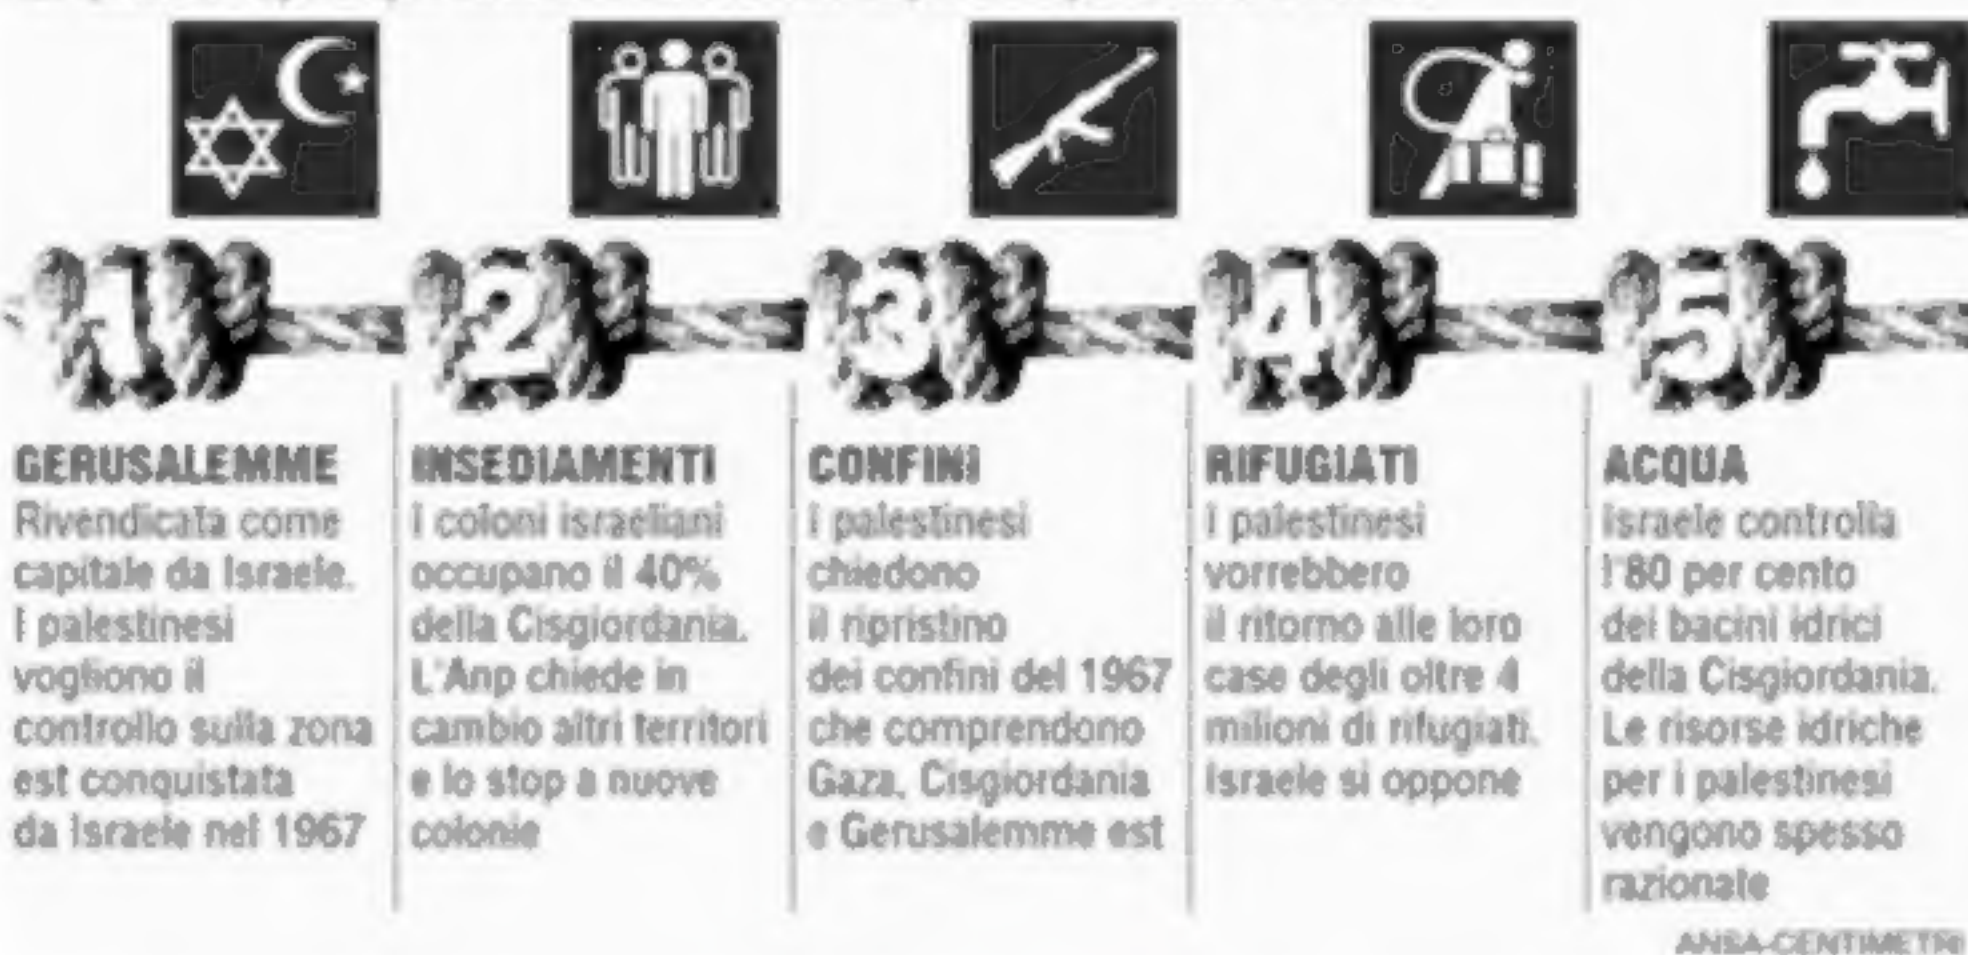 1
2
3
4
5
GERUSALEMME
Rivendicata come
capitale da Israele.
I palestinesi
vogliono il
controllo sulla zona
est conquistata
da Israele nel 1967
INSEDIAMENTI
I coloni israeliani
occupano il 40%
della Cisgiordania.
L'Anp chiede in
cambio altri territori
e lo stop a nuove
colonie
CONFINI
I palestinesi
chiedono
il ripristino
dei confini del 1967
che comprendono
Gaza, Cisgiordania
e Gerusalemme est
RIFUGIATI
I palestinesi
vorrebbero
il ritorno alle loro
case degli oltre 4
milioni di rifugiati.
Israele si oppone
ACQUA
Israele controlla
l'80 per cento
dei bacini idrici
della Cisgiordania.
Le risorse idriche
per i palestinesi
vengono spesso
razionate
ANSA-CENTIMETRI